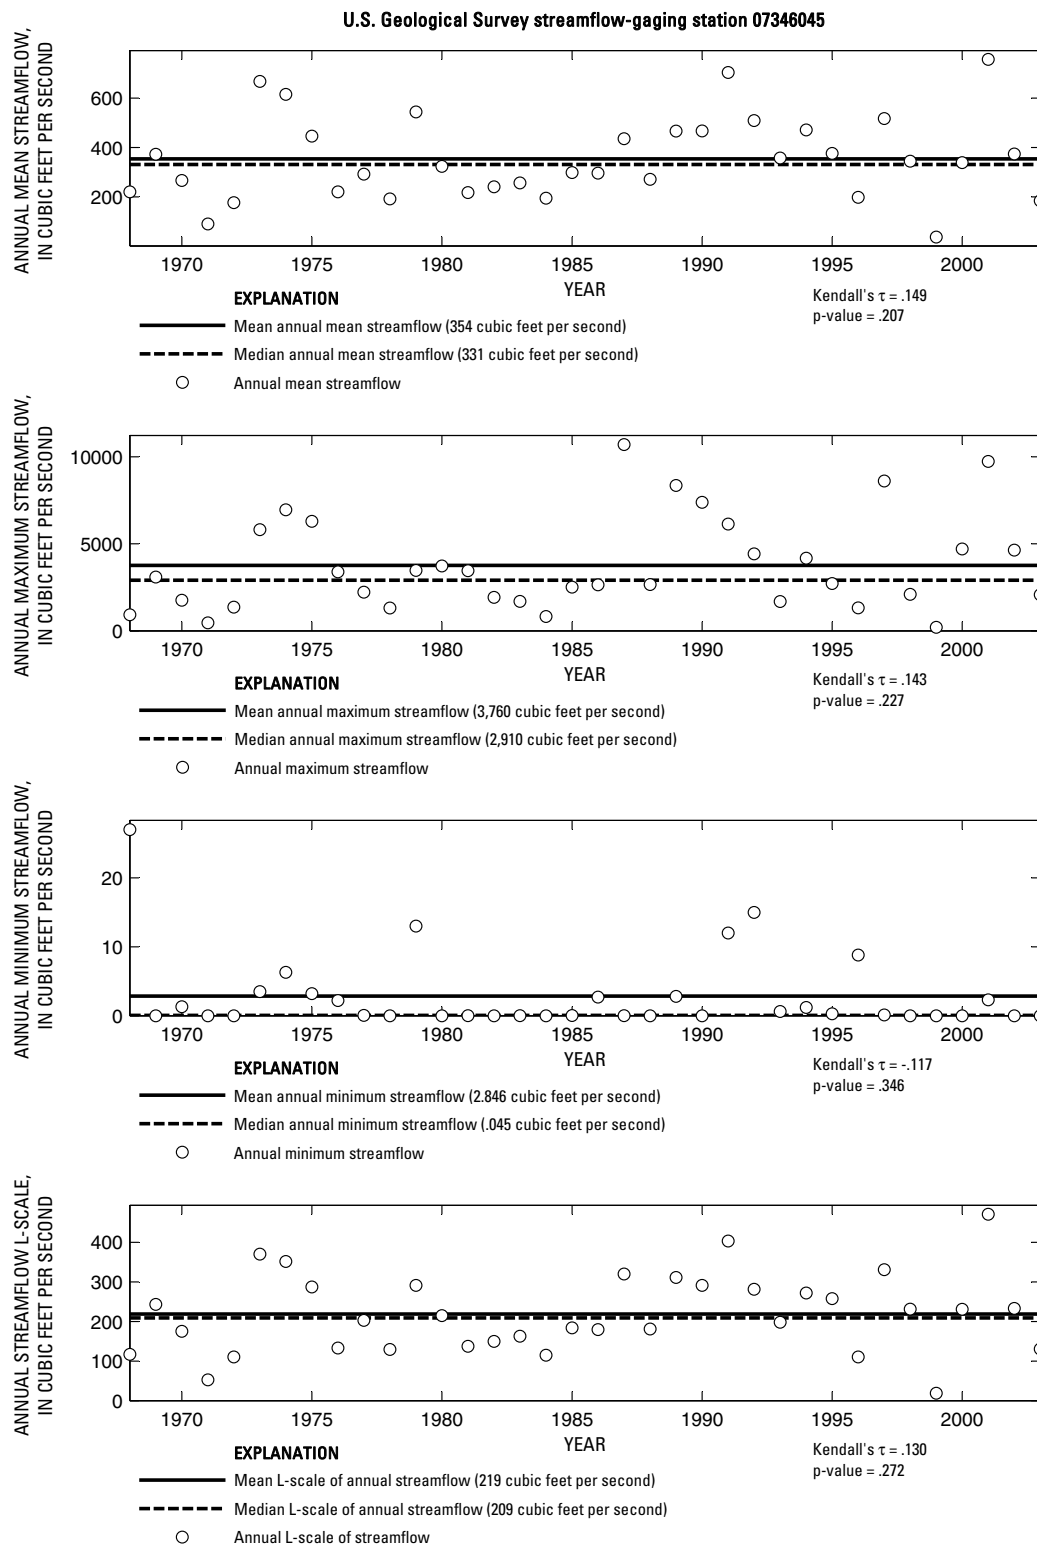 U.S. Geological Survey streamflow-gaging station 07346045
ANNUAL MEAN STREAMFLOW,
IN CUBIC FEET PER SECOND
600
400
200
1970 1975 1980 1985 1990 1995 2000
YEAR
Kendall's τ = .149
p-value = .207
EXPLANATION
Mean annual mean streamflow (354 cubic feet per second)
Median annual mean streamflow (331 cubic feet per second)
Annual mean streamflow
ANNUAL MAXIMUM STREAMFLOW,
IN CUBIC FEET PER SECOND
10000
5000
0
1970 1975 1980 1985 1990 1995 2000
YEAR
Kendall's τ = .143
p-value = .227
EXPLANATION
Mean annual maximum streamflow (3,760 cubic feet per second)
Median annual maximum streamflow (2,910 cubic feet per second)
Annual maximum streamflow
ANNUAL MINIMUM STREAMFLOW,
IN CUBIC FEET PER SECOND
20
10
0
1970 1975 1980 1985 1990 1995 2000
YEAR
Kendall's τ = -.117
p-value = .346
EXPLANATION
Mean annual minimum streamflow (2.846 cubic feet per second)
Median annual minimum streamflow (.045 cubic feet per second)
Annual minimum streamflow
ANNUAL STREAMFLOW L-SCALE,
IN CUBIC FEET PER SECOND
400
300
200
100
0
1970 1975 1980 1985 1990 1995 2000
YEAR
Kendall's τ = .130
p-value = .272
EXPLANATION
Mean L-scale of annual streamflow (219 cubic feet per second)
Median L-scale of annual streamflow (209 cubic feet per second)
Annual L-scale of streamflow